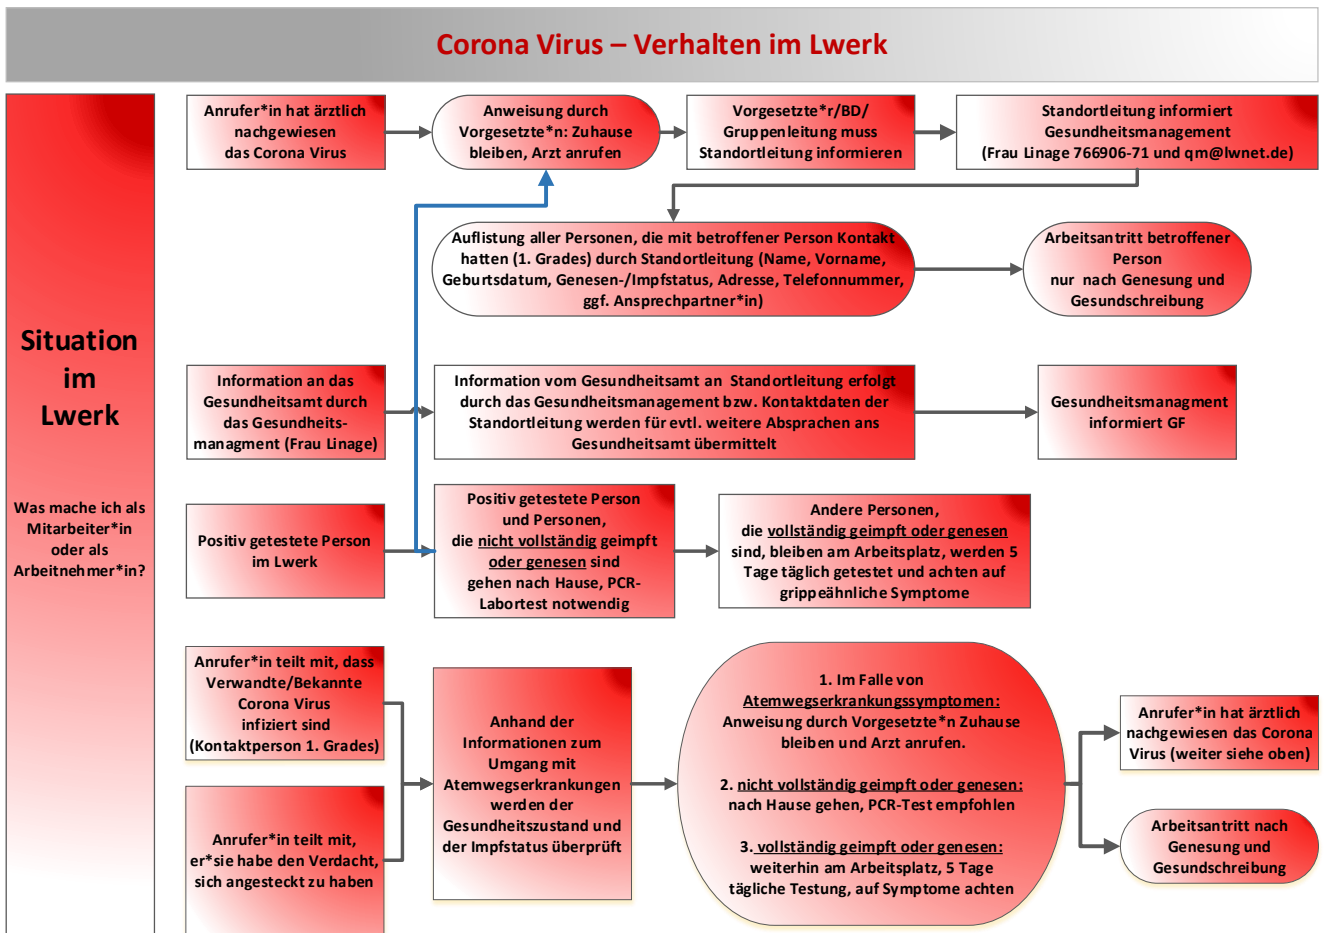 Corona Virus – Verhalten im Lwerk
Situation
im
Lwerk
Was mache ich als
Mitarbeiter*in
oder als
Arbeitnehmer*in?
Anrufer*in hat ärztlich
nachgewiesen
das Corona Virus
Anweisung durch
Vorgesetzte*n: Zuhause
bleiben, Arzt anrufen
Vorgesetzte*r/BD/
Gruppenleitung muss
Standortleitung informieren
Standortleitung informiert
Gesundheitsmanagement
(Frau Linage 766906-71 und qm@lwnet.de)
Auflistung aller Personen, die mit betroffener Person Kontakt
hatten (1. Grades) durch Standortleitung (Name, Vorname,
Geburtsdatum, Genesen-/Impfstatus, Adresse, Telefonnummer,
ggf. Ansprechpartner*in)
Arbeitsantritt betroffener
Person
nur nach Genesung und
Gesundschreibung
Information an das
Gesundheitsamt durch
das Gesundheits-
managment (Frau Linage)
Information vom Gesundheitsamt an Standortleitung erfolgt
durch das Gesundheitsmanagement bzw. Kontaktdaten der
Standortleitung werden für evtl. weitere Absprachen ans
Gesundheitsamt übermittelt
Gesundheitsmanagment
informiert GF
Positiv getestete Person
im Lwerk
Positiv getestete Person
und Personen,
die nicht vollständig geimpft
oder genesen sind
gehen nach Hause, PCR-
Labortest notwendig
Andere Personen,
die vollständig geimpft oder genesen
sind, bleiben am Arbeitsplatz, werden 5
Tage täglich getestet und achten auf
grippeähnliche Symptome
Anrufer*in teilt mit, dass
Verwandte/Bekannte
Corona Virus
infiziert sind
(Kontaktperson 1. Grades)
Anrufer*in teilt mit,
er*sie habe den Verdacht,
sich angesteckt zu haben
Anhand der
Informationen zum
Umgang mit
Atemwegserkrankungen
werden der
Gesundheitszustand und
der Impfstatus überprüft
1. Im Falle von
Atemwegserkrankungssymptomen:
Anweisung durch Vorgesetzte*n Zuhause
bleiben und Arzt anrufen.
2. nicht vollständig geimpft oder genesen:
nach Hause gehen, PCR-Test empfohlen
3. vollständig geimpft oder genesen:
weiterhin am Arbeitsplatz, 5 Tage
tägliche Testung, auf Symptome achten
Anrufer*in hat ärztlich
nachgewiesen das Corona
Virus (weiter siehe oben)
Arbeitsantritt nach
Genesung und
Gesundschreibung